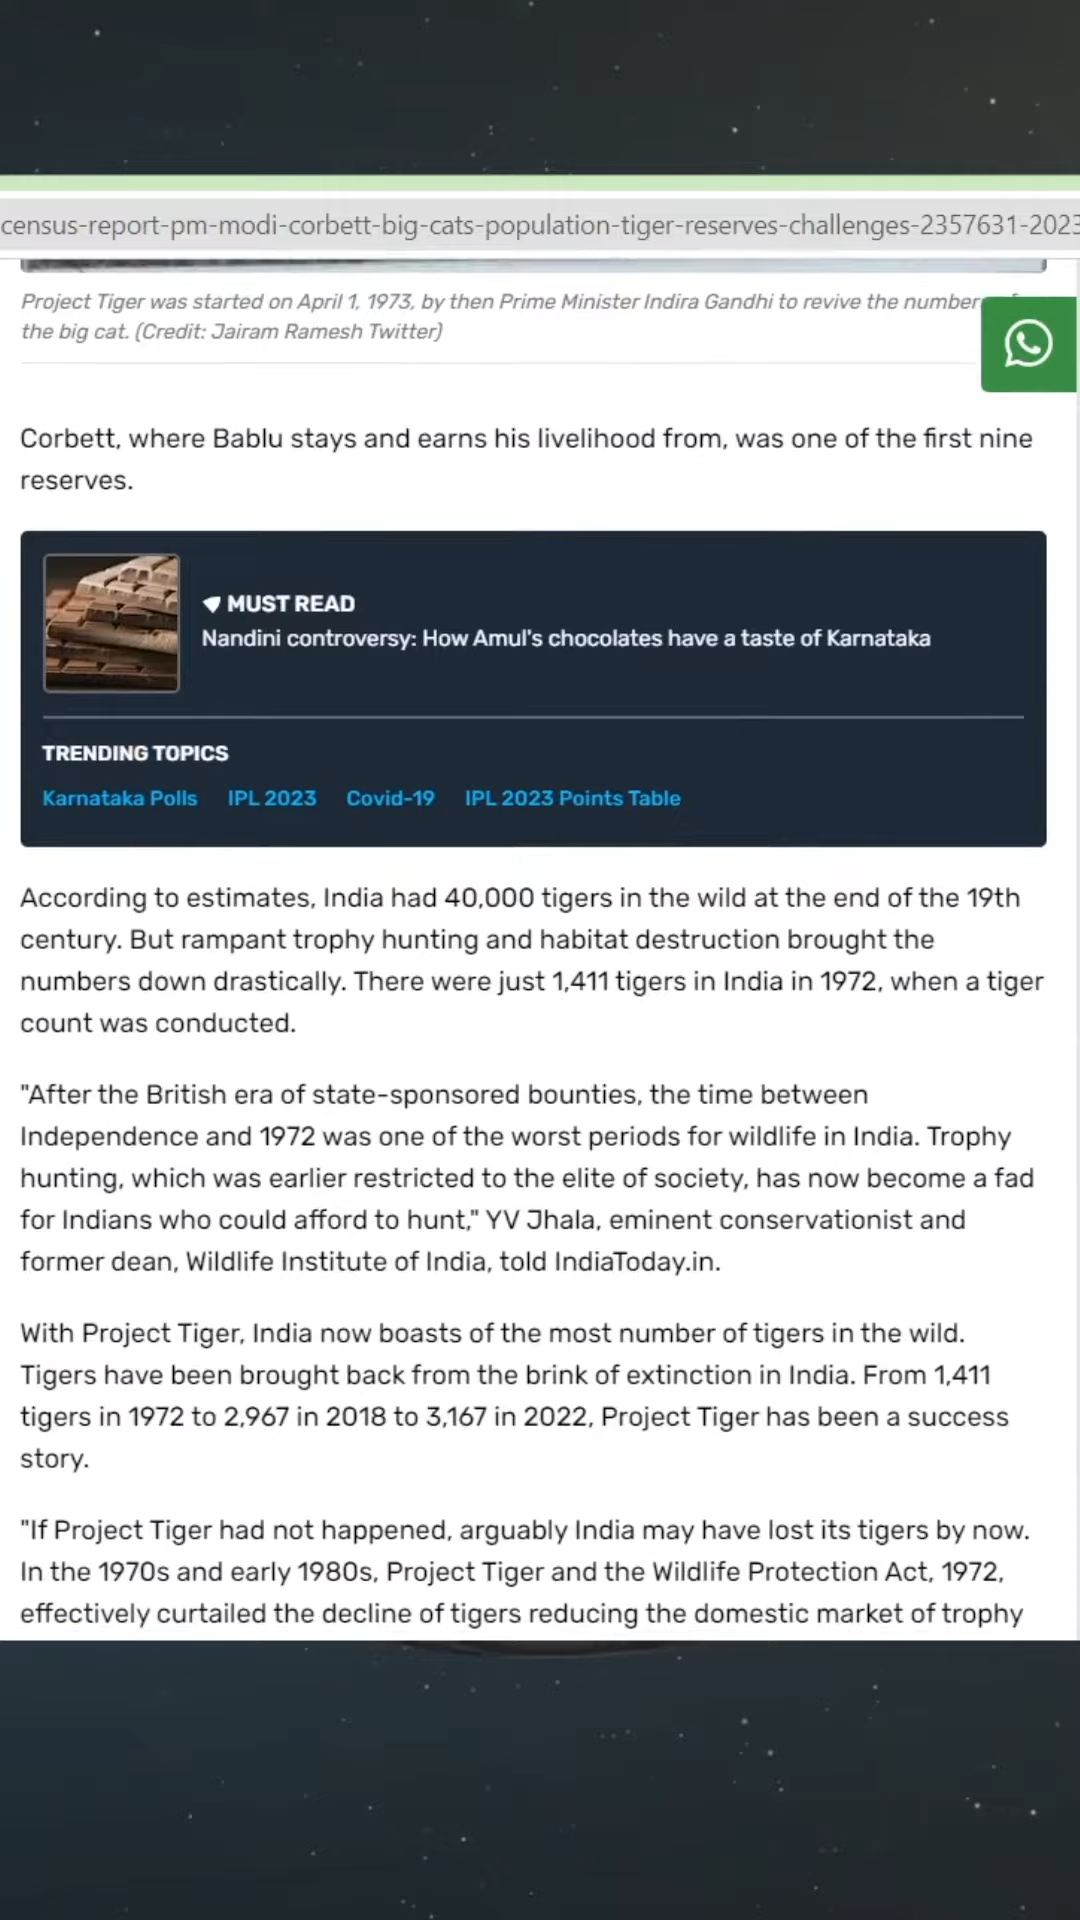 census-report-pm-modi-corbett-big-cats-population-tiger-reserves-challenges-2357631-2023
Project Tiger was started on April 1, 1973, by then Prime Minister Indira Gandhi to revive the number
the big cat. (Credit: Jairam Ramesh Twitter)
Corbett, where Bablu stays and earns his livelihood from, was one of the first nine
reserves.
MUST READ
Nandini controversy: How Amul's chocolates have a taste of Karnataka
TRENDING TOPICS
Karnataka Polls IPL 2023 Covid-19 IPL 2023 Points Table
According to estimates, India had 40,000 tigers in the wild at the end of the 19th
century. But rampant trophy hunting and habitat destruction brought the
numbers down drastically. There were just 1,411 tigers in India in 1972, when a tiger
count was conducted.
"After the British era of state-sponsored bounties, the time between
Independence and 1972 was one of the worst periods for wildlife in India. Trophy
hunting, which was earlier restricted to the elite of society, has now become a fad
for Indians who could afford to hunt," YV Jhala, eminent conservationist and
former dean, Wildlife Institute of India, told IndiaToday.in.
With Project Tiger, India now boasts of the most number of tigers in the wild.
Tigers have been brought back from the brink of extinction in India. From 1,411
tigers in 1972 to 2,967 in 2018 to 3,167 in 2022, Project Tiger has been a success
story.
"If Project Tiger had not happened, arguably India may have lost its tigers by now.
In the 1970s and early 1980s, Project Tiger and the Wildlife Protection Act, 1972,
effectively curtailed the decline of tigers reducing the domestic market of trophy